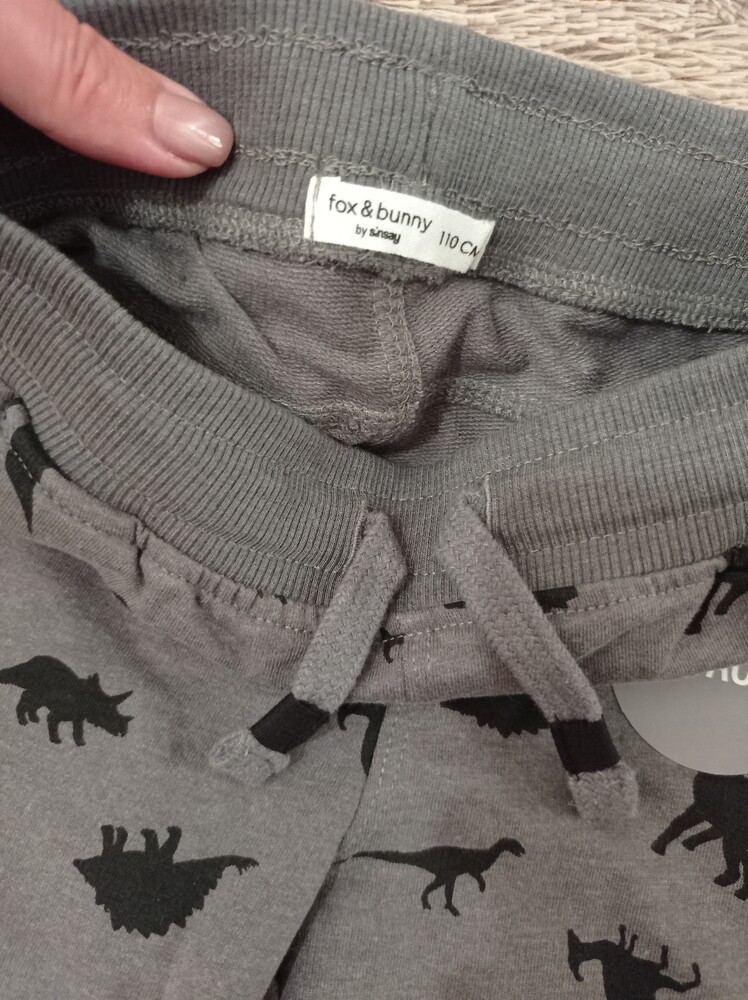 fox & bunny
by sinsay
110 CM